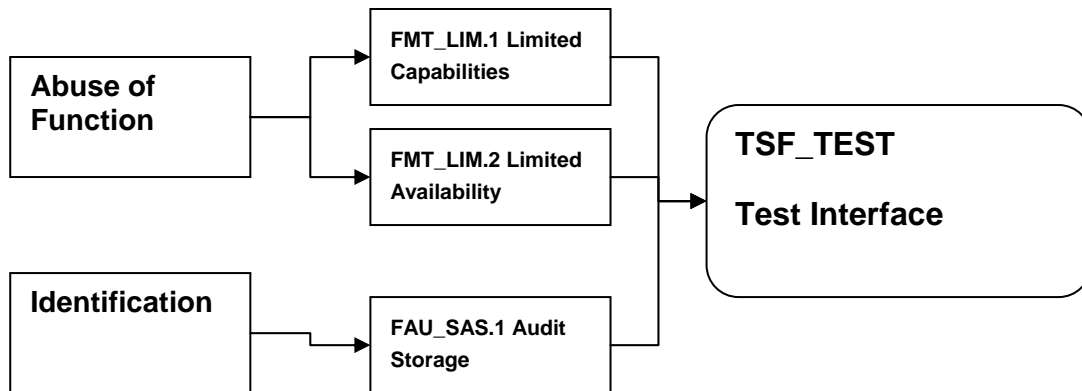 Abuse of
Function
FMT_LIM.1 Limited
Capabilities
FMT_LIM.2 Limited
Availability
TSF_TEST
Test Interface
Identification
FAU_SAS.1 Audit
Storage